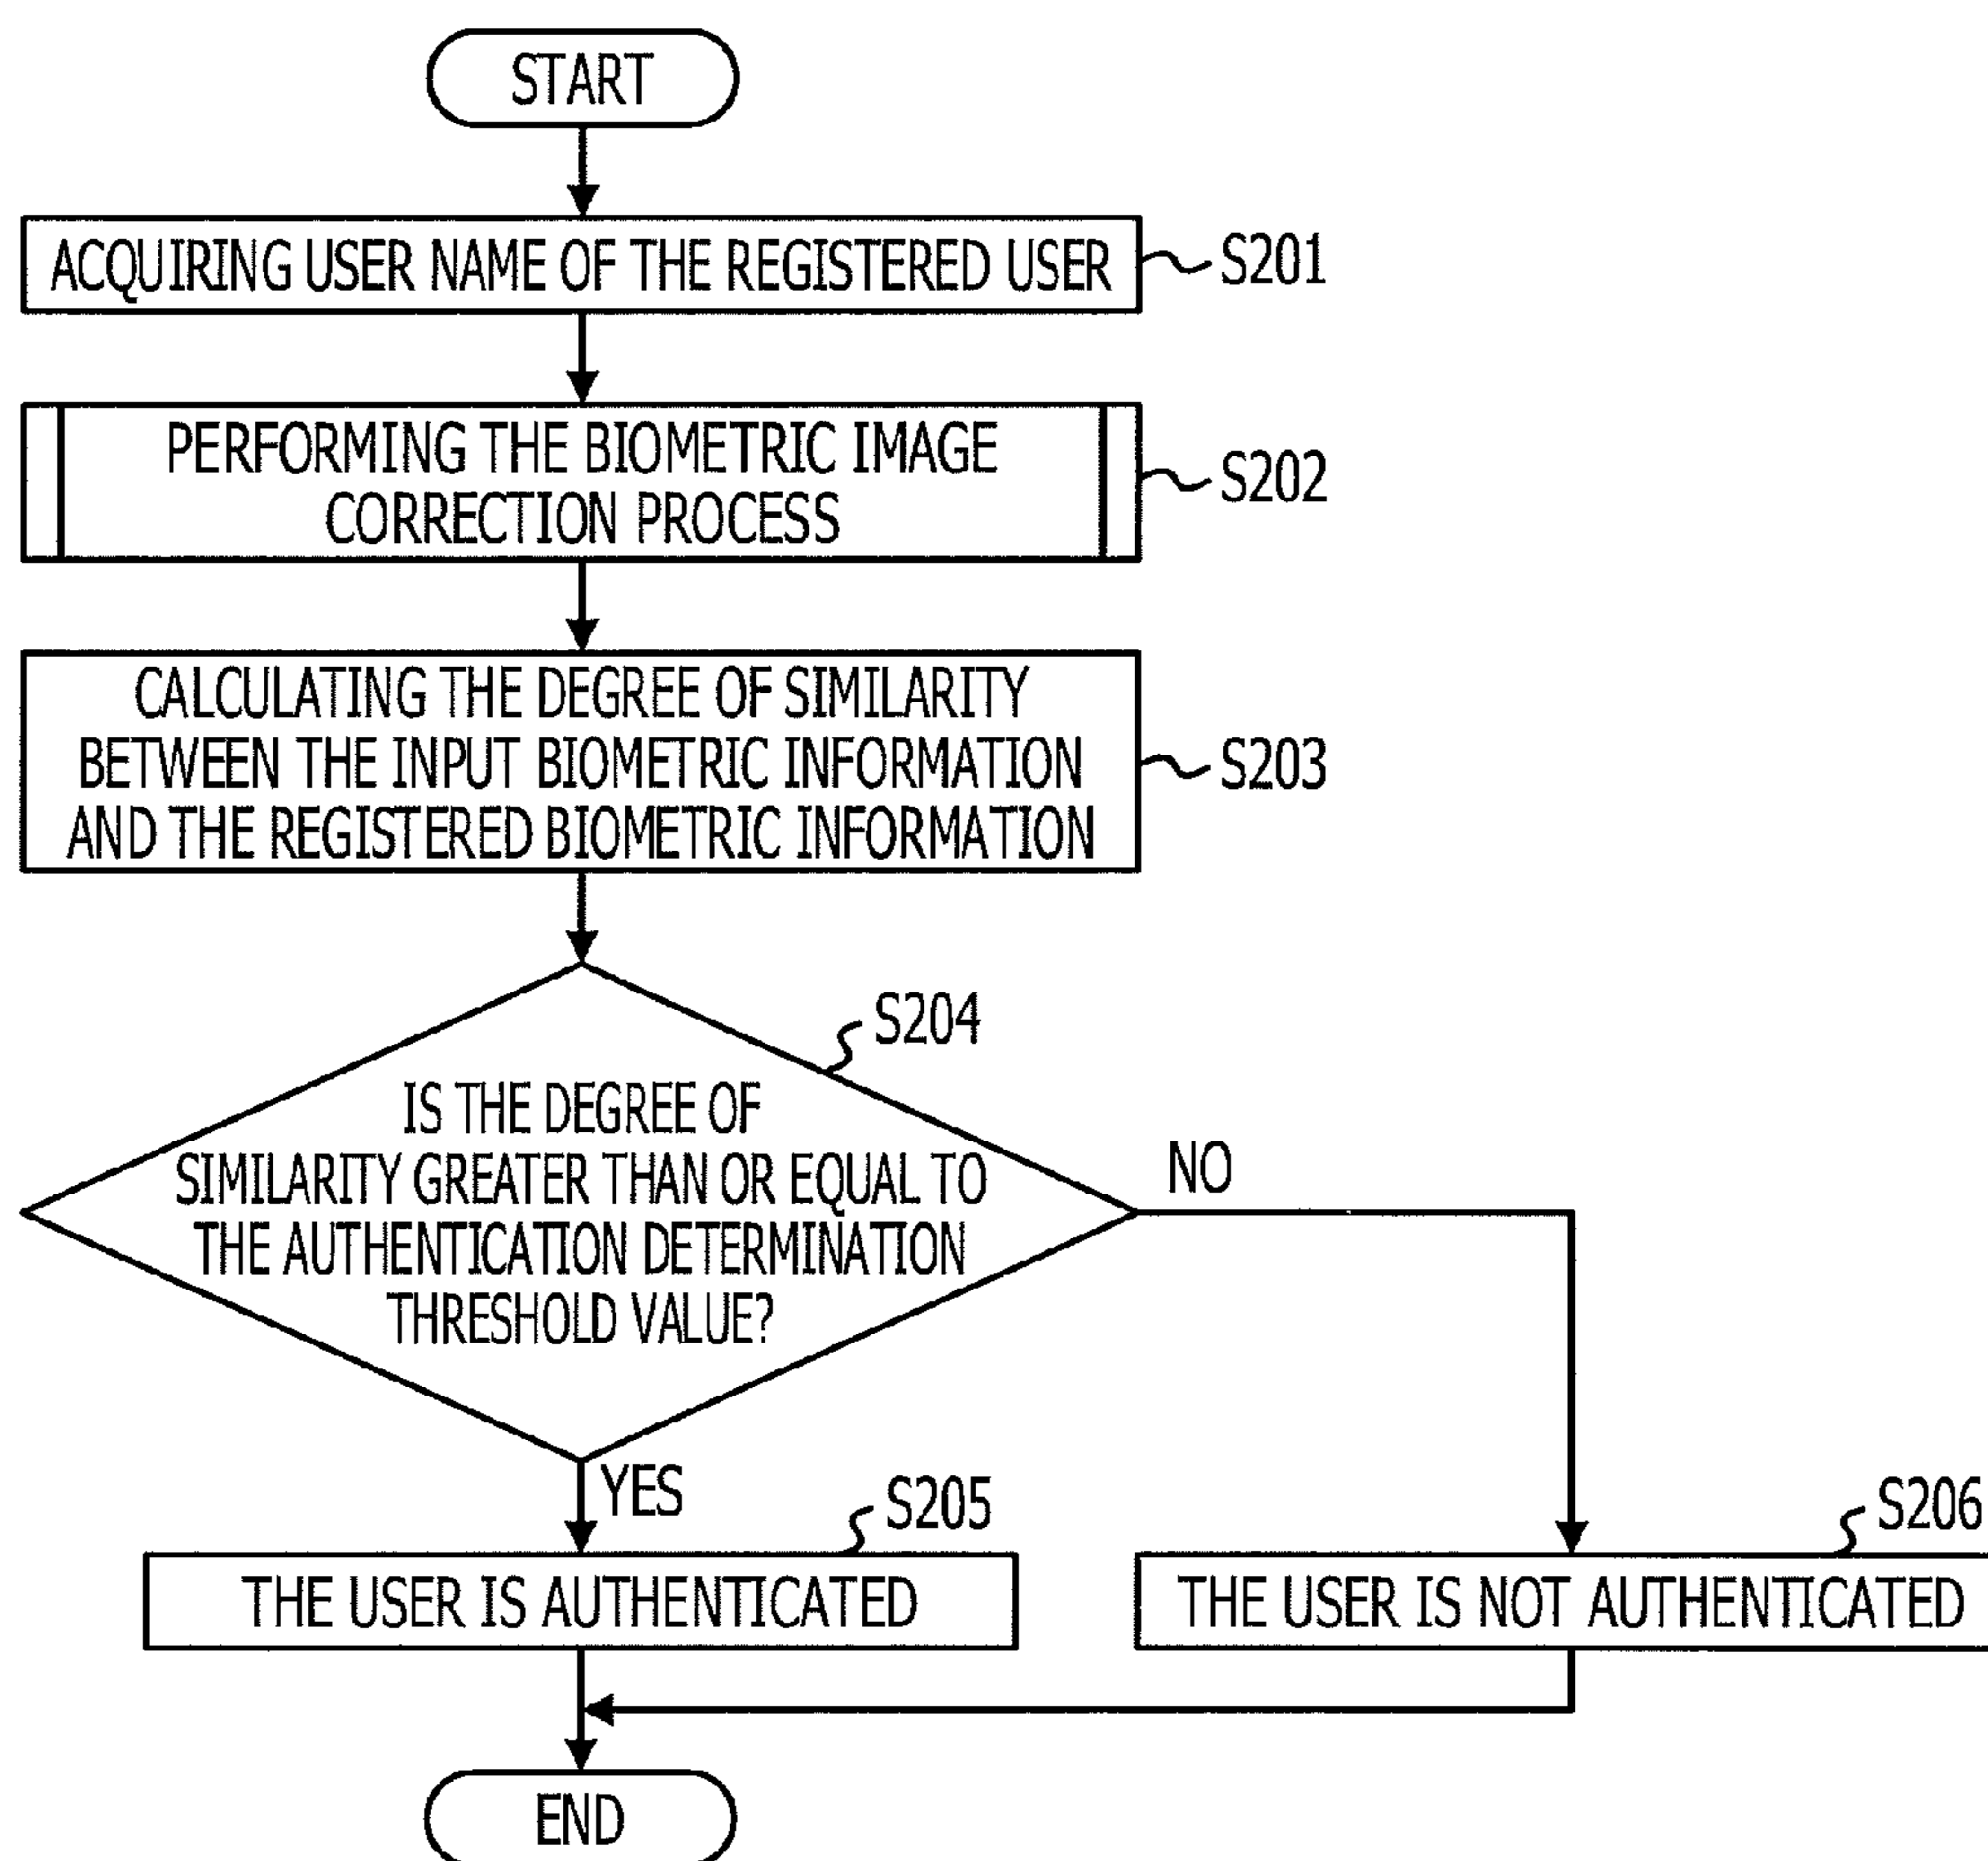 START
ACQUIRING USER NAME OF THE REGISTERED USER
S201
PERFORMING THE BIOMETRIC IMAGE
CORRECTION PROCESS
S202
CALCULATING THE DEGREE OF SIMILARITY
BETWEEN THE INPUT BIOMETRIC INFORMATION
AND THE REGISTERED BIOMETRIC INFORMATION
S203
S204
IS THE DEGREE OF
SIMILARITY GREATER THAN OR EQUAL TO
THE AUTHENTICATION DETERMINATION
THRESHOLD VALUE?
NO
YES
S205
THE USER IS AUTHENTICATED
S206
THE USER IS NOT AUTHENTICATED
END